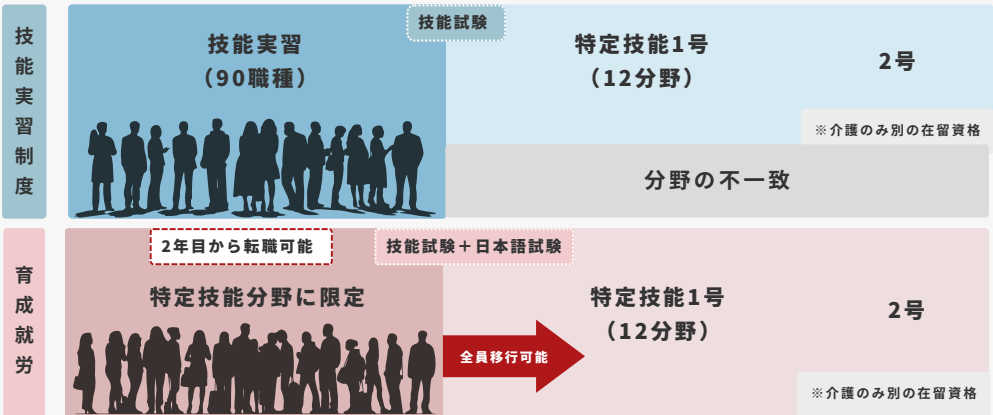 技能実習制度
技能試験
技能実習
（90職種）
特定技能1号
（12分野）
2号
※介護のみ別の在留資格
分野の不一致
育成就労
2年目から転職可能
技能試験＋日本語試験
特定技能分野に限定
特定技能1号
（12分野）
2号
全員移行可能
※介護のみ別の在留資格